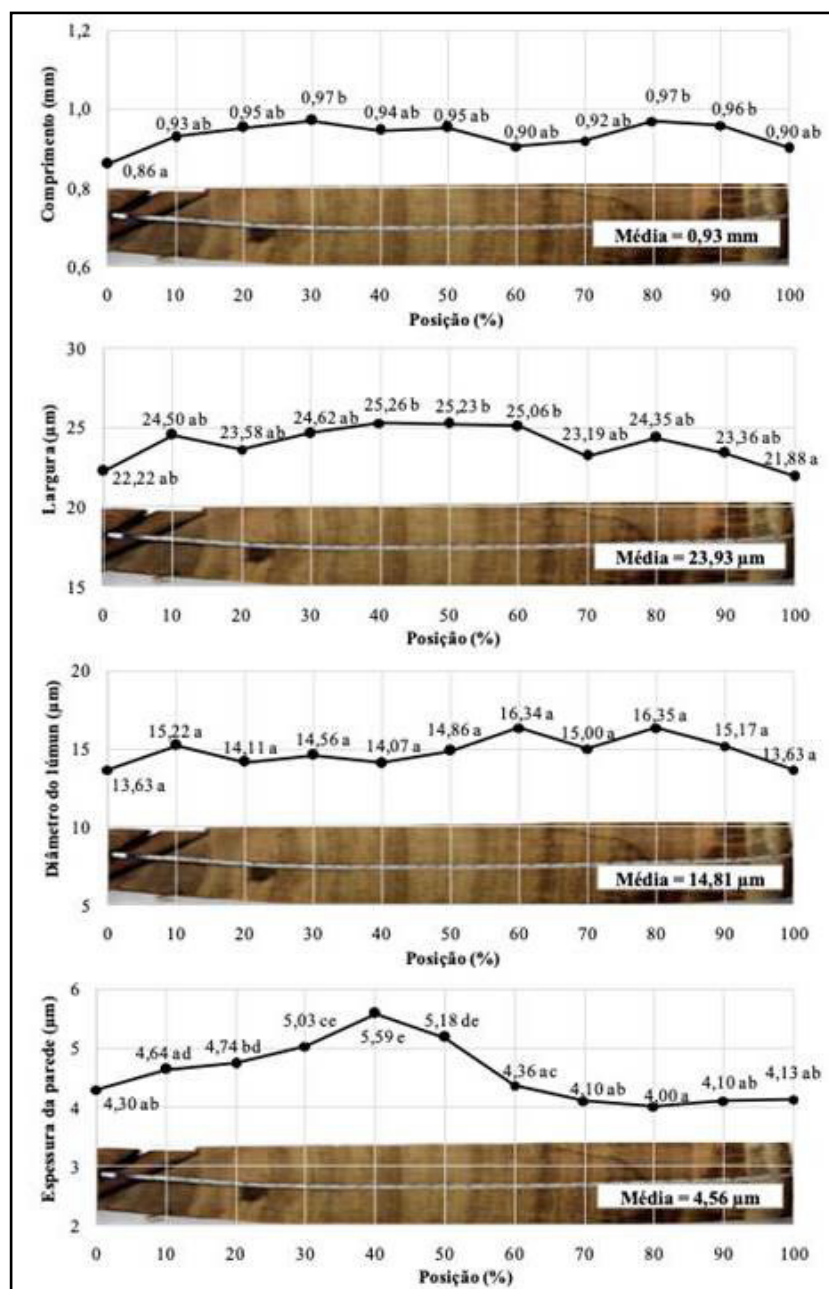 1,2
Comprimento (mm)
1,0
0,8
0,6
0,86 a
0,93 ab
0,95 ab
0,97 b
0,94 ab
0,95 ab
0,90 ab
0,92 ab
0,97 b
0,96 b
0,90 ab
Média = 0,93 mm
0 10 20 30 40 50 60 70 80 90 100
Posição (%)
30
Largura (µm)
25
20
15
22,22 ab
24,50 ab
23,58 ab
24,62 ab
25,26 b
25,23 b
25,06 b
23,19 ab
24,35 ab
23,36 ab
21,88 a
Média = 23,93 µm
0 10 20 30 40 50 60 70 80 90 100
Posição (%)
20
Diâmetro do lúmun (µm)
15
10
5
13,63 a
15,22 a
14,11 a
14,56 a
14,07 a
14,86 a
16,34 a
15,00 a
16,35 a
15,17 a
13,63 a
Média = 14,81 µm
0 10 20 30 40 50 60 70 80 90 100
Posição (%)
6
Espessura da parede (µm)
5
4
3
2
4,30 ab
4,64 ad
4,74 bd
5,03 ce
5,59 e
5,18 de
4,36 ac
4,10 ab
4,00 a
4,10 ab
4,13 ab
Média = 4,56 µm
0 10 20 30 40 50 60 70 80 90 100
Posição (%)